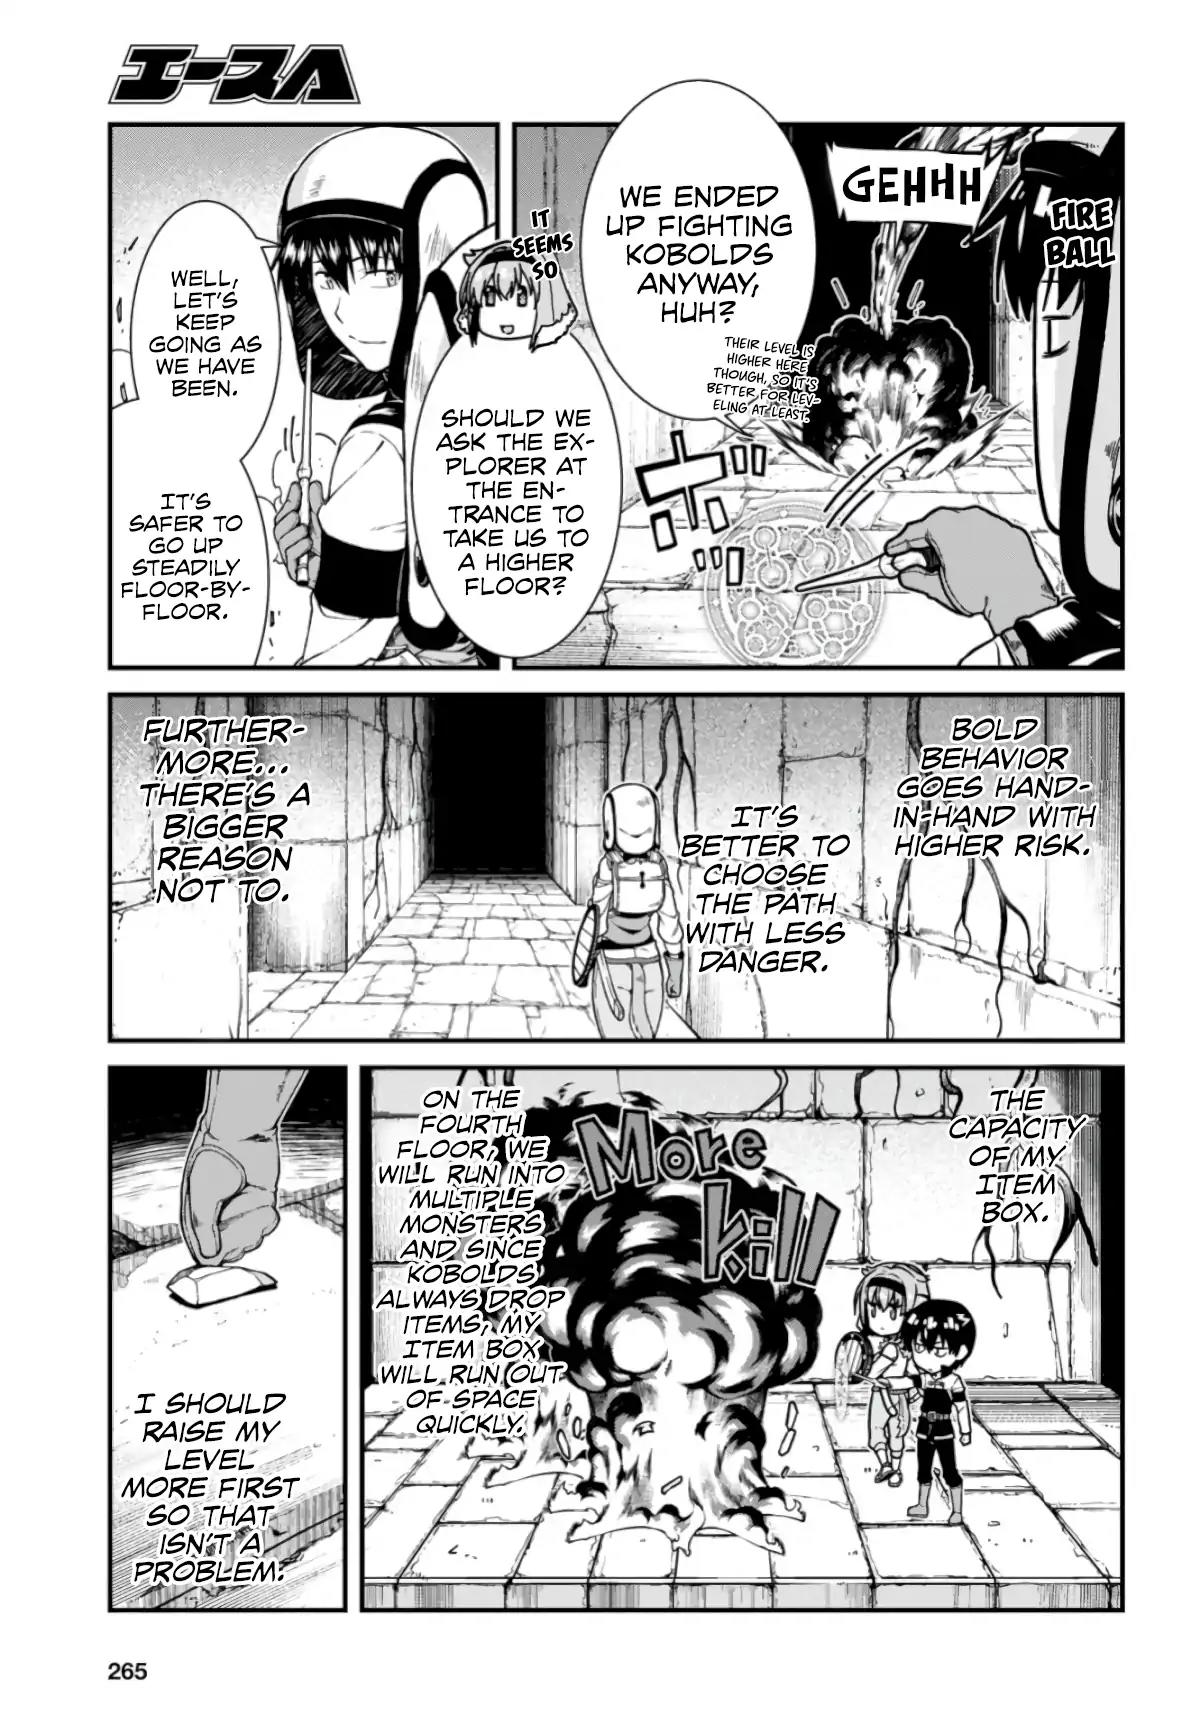 エースA
FIRE
BALL
GEHHH
WE ENDED
UP FIGHTING
KOBOLDS
ANYWAY,
HUH?
THEIR LEVEL IS
HIGHER HERE
THOUGH, SO IT'S
BETTER FOR LEV-
ELING AT LEAST.
ボッ
IT
SEEMS
SO
SHOULD WE
ASK THE EX-
PLORER AT
THE EN-
TRANCE TO
TAKE US TO
A HIGHER
FLOOR?
WELL,
LET'S
KEEP
GOING AS
WE HAVE
BEEN.
IT'S
SAFER TO
GO UP
STEADILY
FLOOR-BY-
FLOOR.
BOLD
BEHAVIOR
GOES HAND-
IN-HAND WITH
HIGHER RISK.
IT'S
BETTER TO
CHOOSE
THE PATH
WITH LESS
DANGER.
FURTHER-
MORE...
THERE'S A
BIGGER
REASON
NOT TO.
THE
CAPACITY
OF MY
ITEM
BOX.
More
kill
ON THE
FOURTH
FLOOR, WE
WILL RUN INTO
MULTIPLE
MONSTERS
AND SINCE
KOBOLDS
ALWAYS DROP
ITEMS, MY
ITEM BOX
WILL RUN OUT
OF SPACE
QUICKLY.
I SHOULD
RAISE MY
LEVEL
MORE FIRST
SO THAT
ISN'T A
PROBLEM.
265